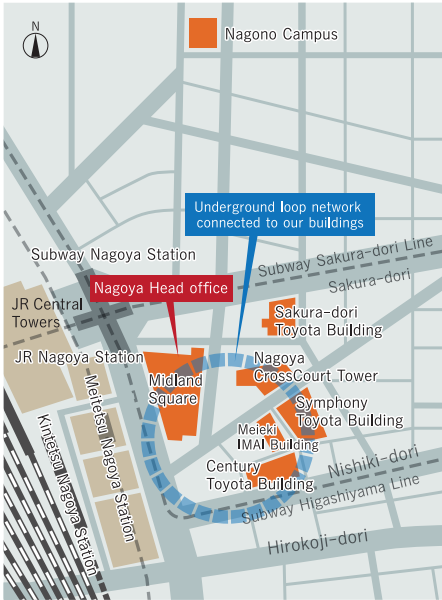 N
Nagono Campus
Underground loop network
connected to our buildings
Subway Nagoya Station
Subway Sakura-dori Line
Sakura-dori
Nagoya Head office
JR Central
Towers
Sakura-dori
Toyota Building
JR Nagoya Station
Midland
Square
Nagoya
CrossCourt Tower
Symphony
Toyota Building
Meitetsu Nagoya Station
Kintetsu Nagoya Station
Meieki
IMAI Building
Century
Toyota Building
Nishiki-dori
Subway Higashiyama Line
Hirokoji-dori